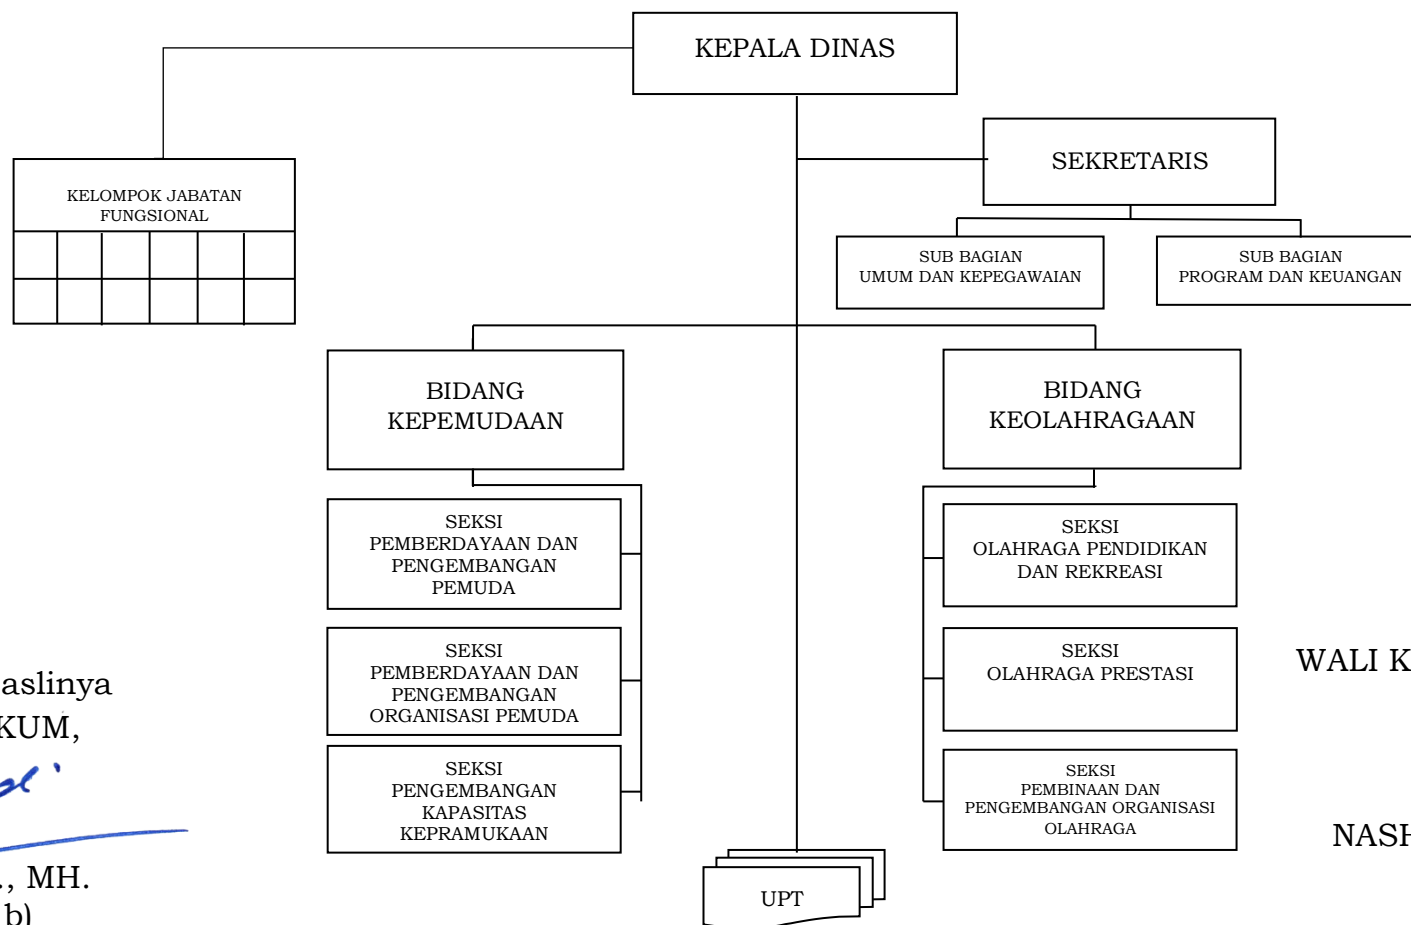 KEPALA DINAS
SEKRETARIS
KELOMPOK JABATAN
FUNGSIONAL
SUB BAGIAN
UMUM DAN KEPEGAWAIAN
SUB BAGIAN
PROGRAM DAN KEUANGAN
BIDANG
KEPEMUDAAN
BIDANG
KEOLAHRAGAAN
SEKSI
PEMBERDAYAAN DAN
PENGEMBANGAN
PEMUDA
SEKSI
PEMBERDAYAAN DAN
PENGEMBANGAN
ORGANISASI PEMUDA
SEKSI
PENGEMBANGAN
KAPASITAS
KEPRAMUKAAN
SEKSI
OLAHRAGA PENDIDIKAN
DAN REKREASI
SEKSI
OLAHRAGA PRESTASI
SEKSI
PEMBINAAN DAN
PENGEMBANGAN ORGANISASI
OLAHRAGA
UPT
aslinya
KUM,
., MH.
b)
WALI K
NASH